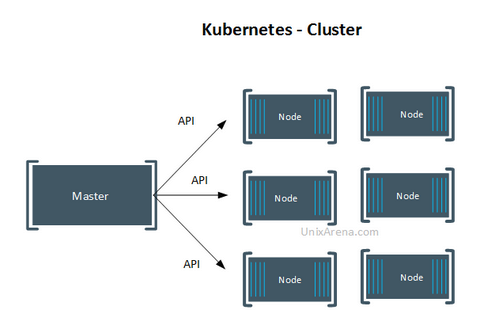 Kubernetes - Cluster
API
Node
Node
Master
API
Node
Node
UnixArena.com
API
Node
Node